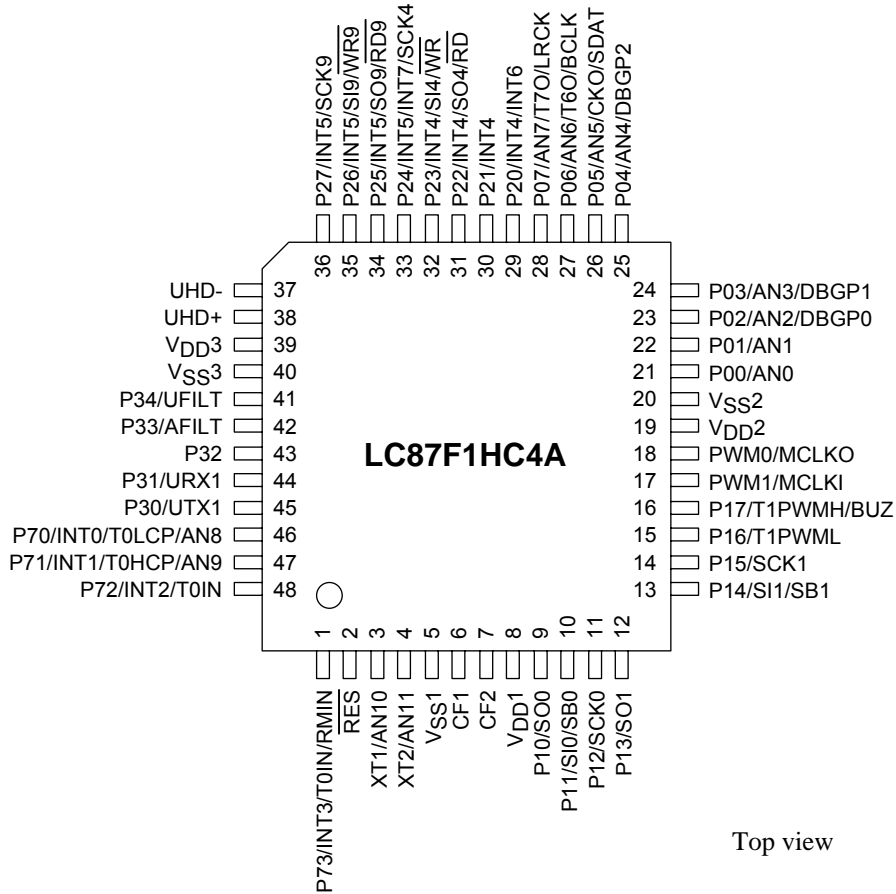 P27/INT5/SCK9
P26/INT5/SI9/WR9
P25/INT5/SO9/RD9
P24/INT5/INT7/SCK4
P23/INT4/SI4/WR
P22/INT4/SO4/RD
P21/INT4
P20/INT4/INT6
P07/AN7/T7O/LRCK
P06/AN6/T6O/BCLK
P05/AN5/CKO/SDAT
P04/AN4/DBGP2
36 35 34 33 32 31 30 29 28 27 26 25
UHD- 37
UHD+ 38
VDD3 39
VSS3 40
P34/UFILT 41
P33/AFILT 42
P32 43
P31/URX1 44
P30/UTX1 45
P70/INT0/T0LCP/AN8 46
P71/INT1/T0HCP/AN9 47
P72/INT2/T0IN 48
LC87F1HC4A
24 P03/AN3/DBGP1
23 P02/AN2/DBGP0
22 P01/AN1
21 P00/AN0
20 VSS2
19 VDD2
18 PWM0/MCLKO
17 PWM1/MCLKI
16 P17/T1PWMH/BUZ
15 P16/T1PWML
14 P15/SCK1
13 P14/SI1/SB1
1 2 3 4 5 6 7 8 9 10 11 12
P73/INT3/T0IN/RMIN
RES
XT1/AN10
XT2/AN11
VSS1
CF1
CF2
VDD1
P10/SO0
P11/SI0/SB0
P12/SCK0
P13/SO1
Top view